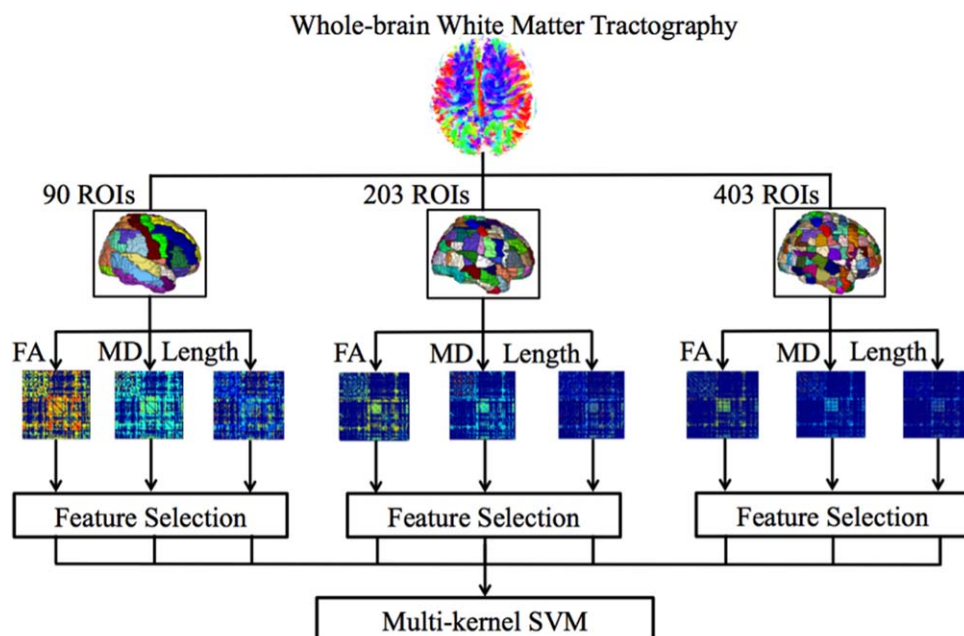 Whole-brain White Matter Tractography
90 ROIs
203 ROIs
403 ROIs
FA MD Length
FA MD Length
FA MD Length
Feature Selection
Feature Selection
Feature Selection
Multi-kernel SVM